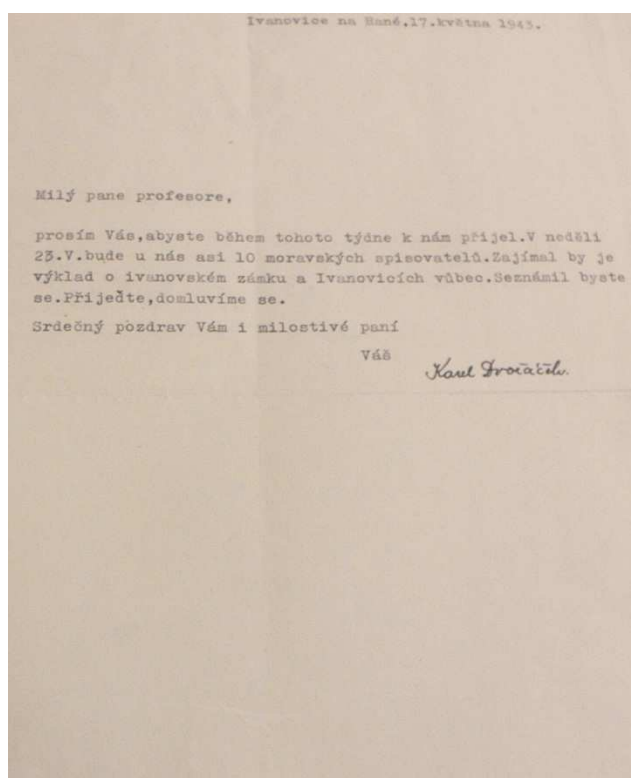 Ivanovice na Hané,17.května 1943.
Milý pane profesore,
prosím Vás,abyste během tohoto týdne k nám přijel.V neděli
23.V.bude u nás asi 10 moravských spisovatelů.Zajímal by je
výklad o ivanovském zámku a Ivanovicích vůbec.Seznámil byste
se.Přijeďte,domluvíme se.
Srdečný pozdrav Vám i milostivé paní
Váš
Karel Dvořáček.